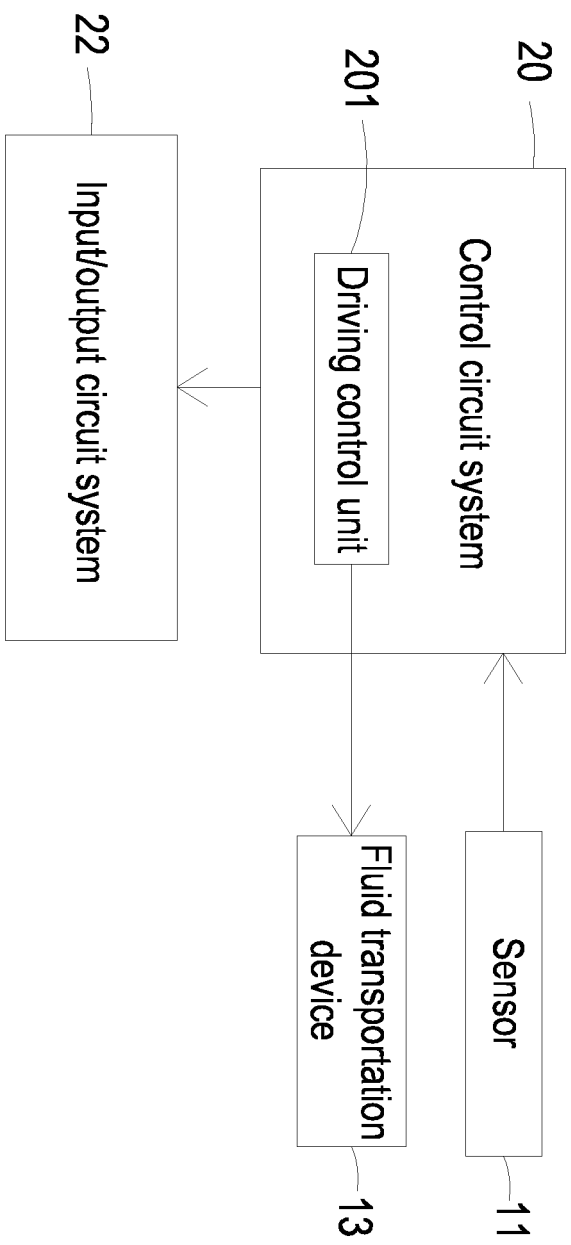 20
Control circuit system
201
Driving control unit
22
Input/output circuit system
Sensor
11
Fluid transportation
device
13